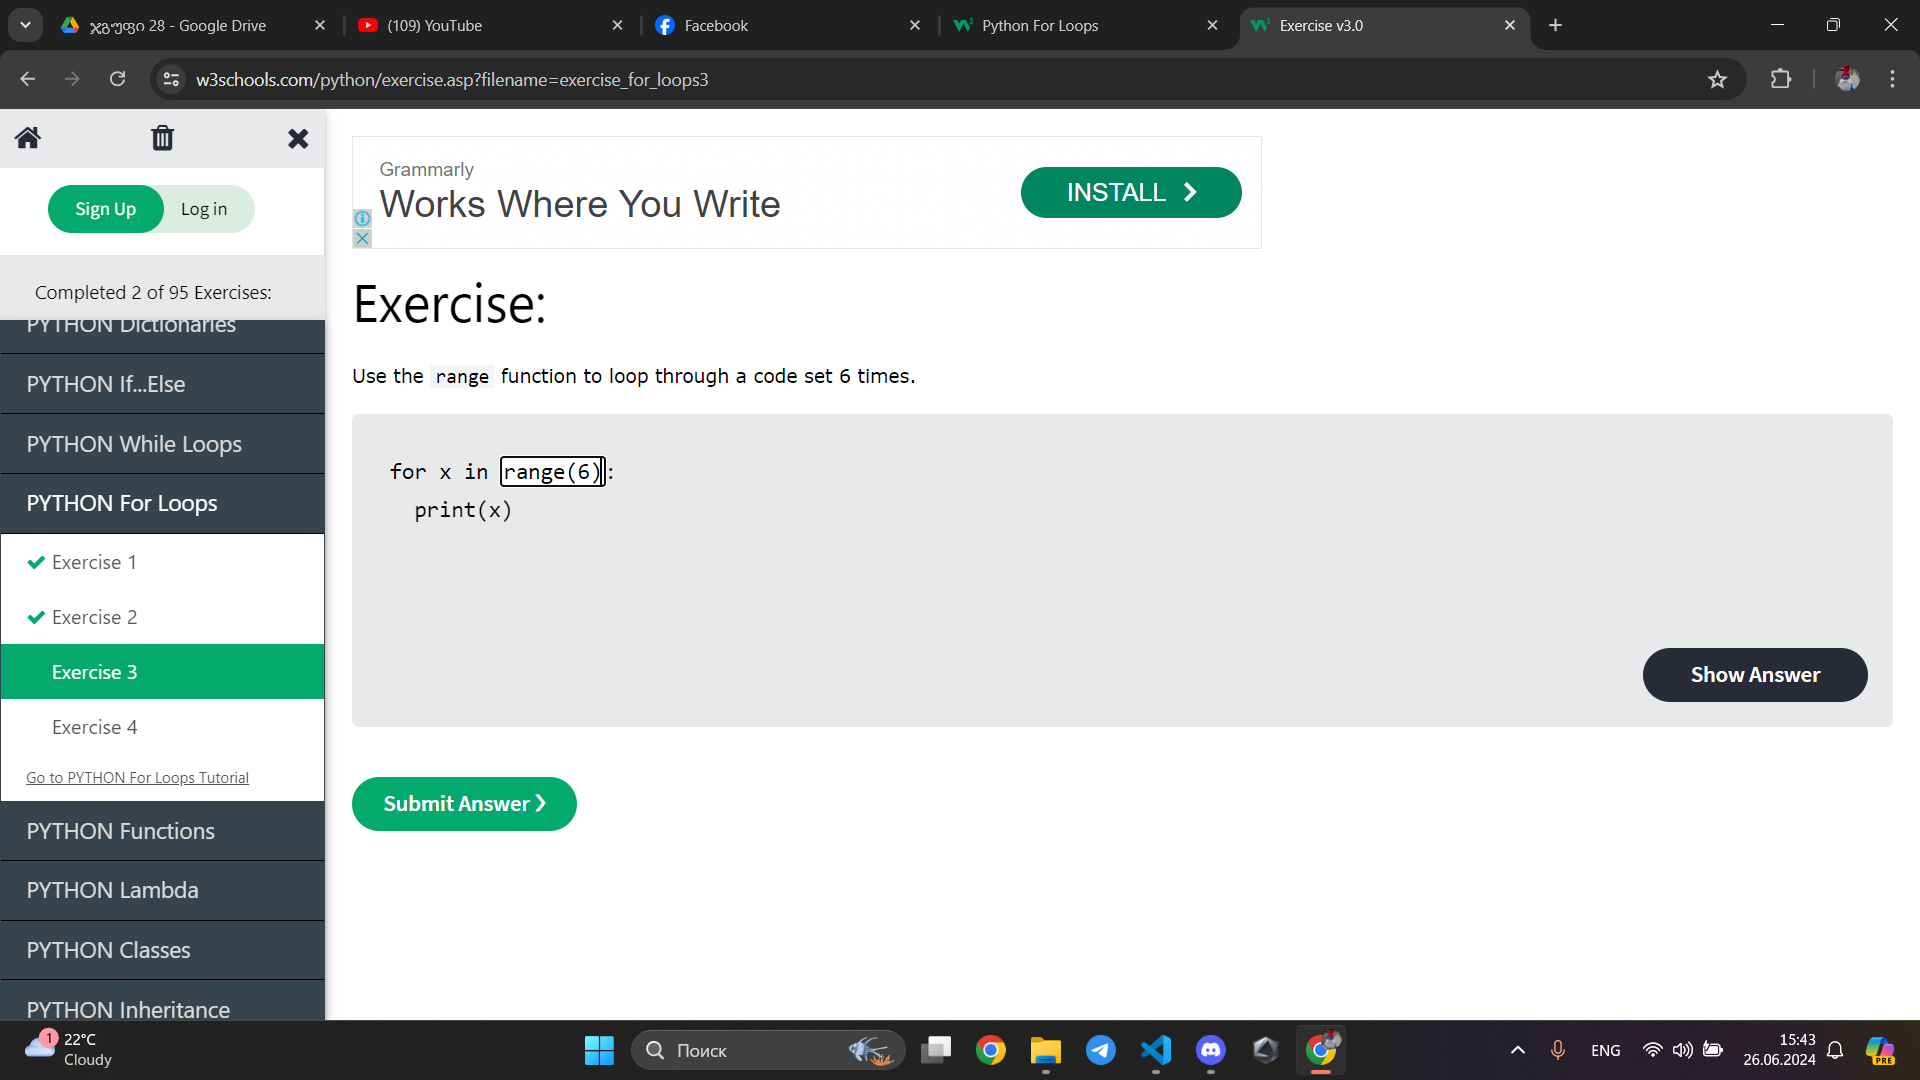 ჯგუფი 28 - Google Drive
(109) YouTube
Facebook
Python For Loops
Exercise v3.0
w3schools.com/python/exercise.asp?filename=exercise_for_loops3
Sign Up
Log in
Completed 2 of 95 Exercises:
PYTHON Dictionaries
PYTHON If...Else
PYTHON While Loops
PYTHON For Loops
Exercise 1
Exercise 2
Exercise 3
Exercise 4
Go to PYTHON For Loops Tutorial
PYTHON Functions
PYTHON Lambda
PYTHON Classes
PYTHON Inheritance
Grammarly
Works Where You Write
INSTALL
Exercise:
Use the range function to loop through a code set 6 times.
for x in range(6):
print(x)
Show Answer
Submit Answer ❯
1
22°C
Cloudy
Поиск
ENG
15:43
26.06.2024
PRE